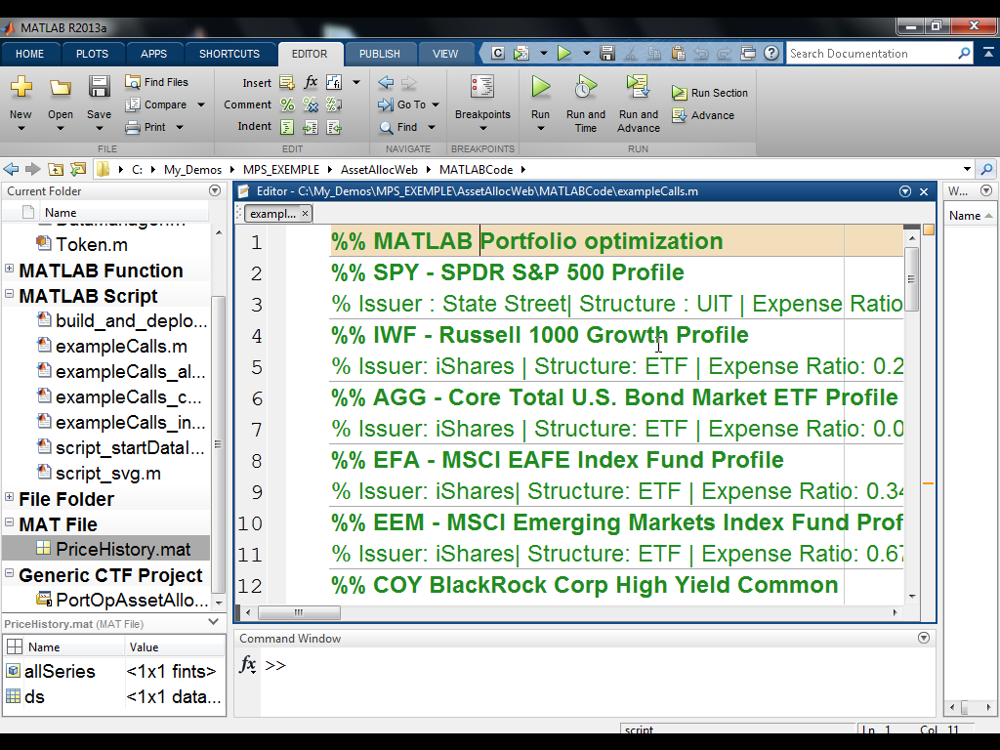 MATLAB R2013a
HOME PLOTS APPS SHORTCUTS EDITOR PUBLISH VIEW Search Documentation
New Open Save Find Files Compare Print
Insert fx
Comment
Indent
Go To Find
Breakpoints
Run Run and Time Run and Advance Run Section Advance
FILE EDIT NAVIGATE BREAKPOINTS RUN
C: My_Demos MPS_EXEMPLE AssetAllocWeb MATLABCode
Current Folder
Name
Token.m
MATLAB Function
MATLAB Script
build_and_deplo...
exampleCalls.m
exampleCalls_al...
exampleCalls_c...
exampleCalls_in...
script_startDataI...
script_svg.m
File Folder
MAT File
PriceHistory.mat
Generic CTF Project
PortOpAssetAllo...
PriceHistory.mat (MAT File)
Name Value
allSeries <1x1 fints>
ds <1x1 data...
Editor - C:\My_Demos\MPS_EXEMPLE\AssetAllocWeb\MATLABCode\exampleCalls.m
exampl... ×
1 %% MATLAB Portfolio optimization
2 %% SPY - SPDR S&P 500 Profile
3 % Issuer : State Street| Structure : UIT | Expense Ratio
4 %% IWF - Russell 1000 Growth Profile
5 % Issuer: iShares | Structure: ETF | Expense Ratio: 0.2
6 %% AGG - Core Total U.S. Bond Market ETF Profile
7 % Issuer: iShares | Structure: ETF | Expense Ratio: 0.0
8 %% EFA - MSCI EAFE Index Fund Profile
9 % Issuer: iShares| Structure: ETF | Expense Ratio: 0.34
10 %% EEM - MSCI Emerging Markets Index Fund Prof
11 % Issuer: iShares| Structure: ETF | Expense Ratio: 0.67
12 %% COY BlackRock Corp High Yield Common
Command Window
fx >>
W...
Name
script Ln 1 Col 11